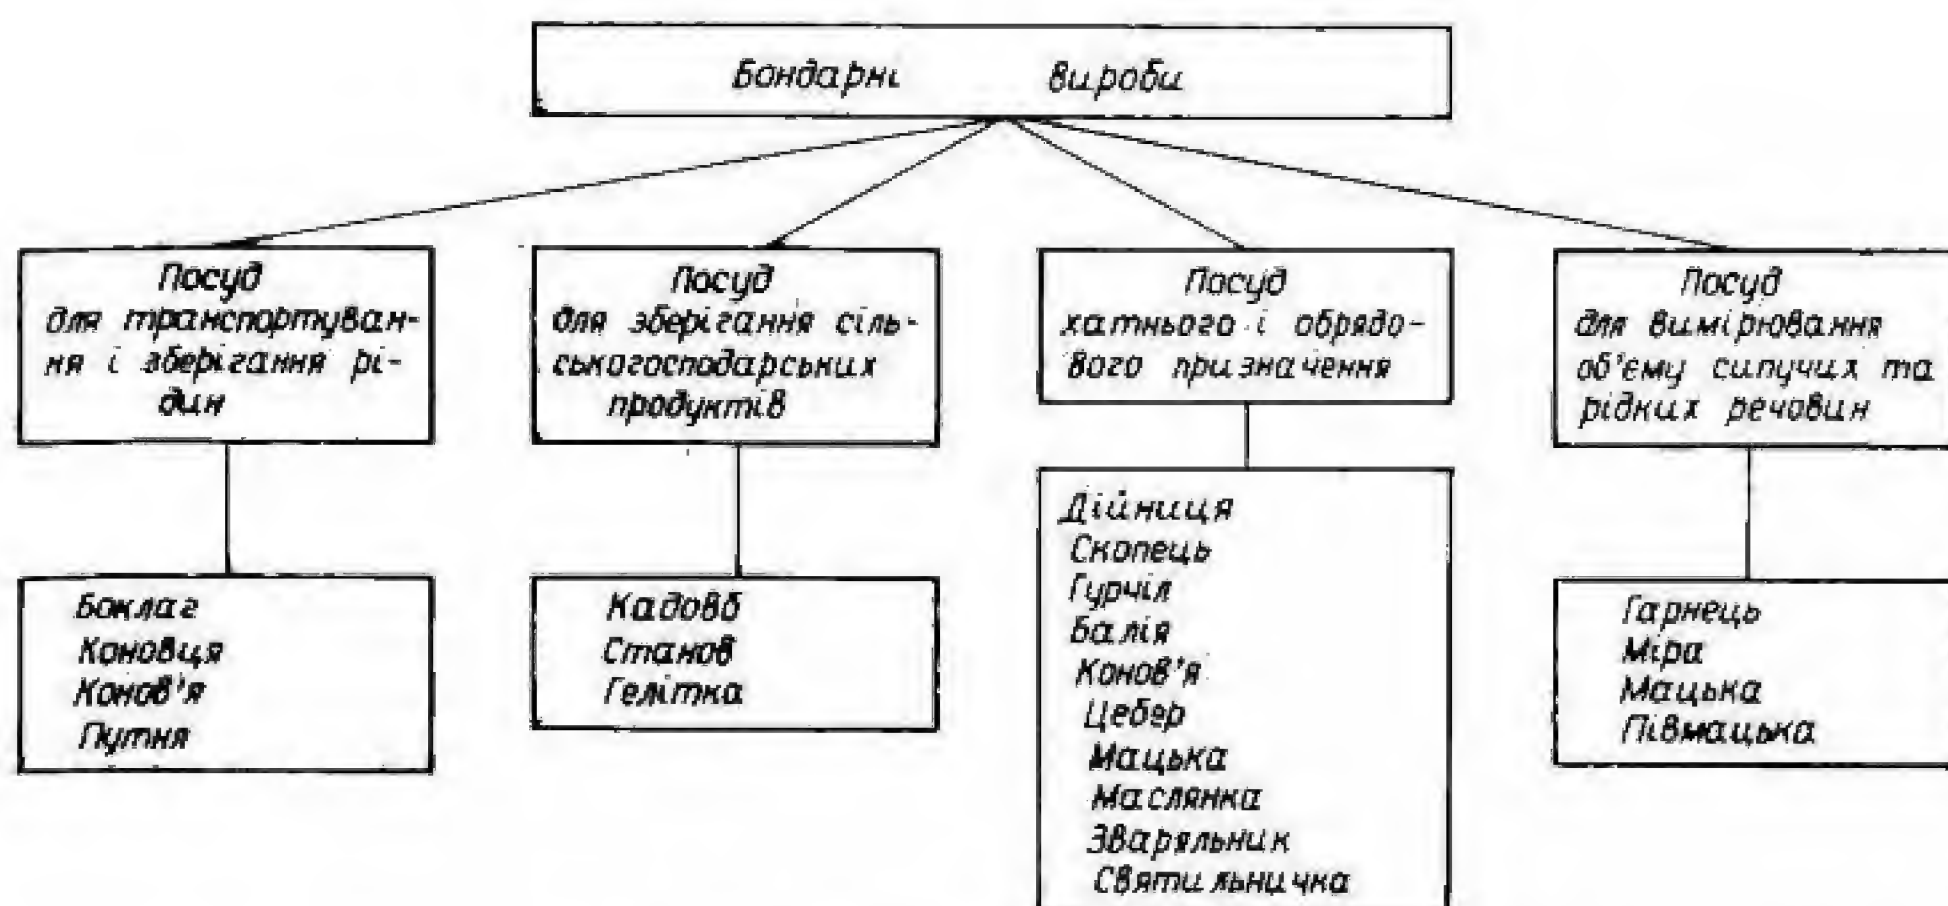 Бондарні вироби
Посуд
для транспортуван-
ня і зберігання рі-
дин
Посуд
для зберігання сіль-
ськогосподарських
продуктів
Посуд
хатнього і обрядо-
вого призначення
Посуд
для вимірювання
об'єму сипучих та
рідких речовин
Боклаг
Коновця
Конов'я
Путня
Кадовб
Станов
Гелітка
Дійниця
Скопець
Гурчіл
Балія
Конов'я
Цебер
Мацька
Маслянка
Зваряльник
Святильничка
Гарнець
Міра
Мацька
Півмацька